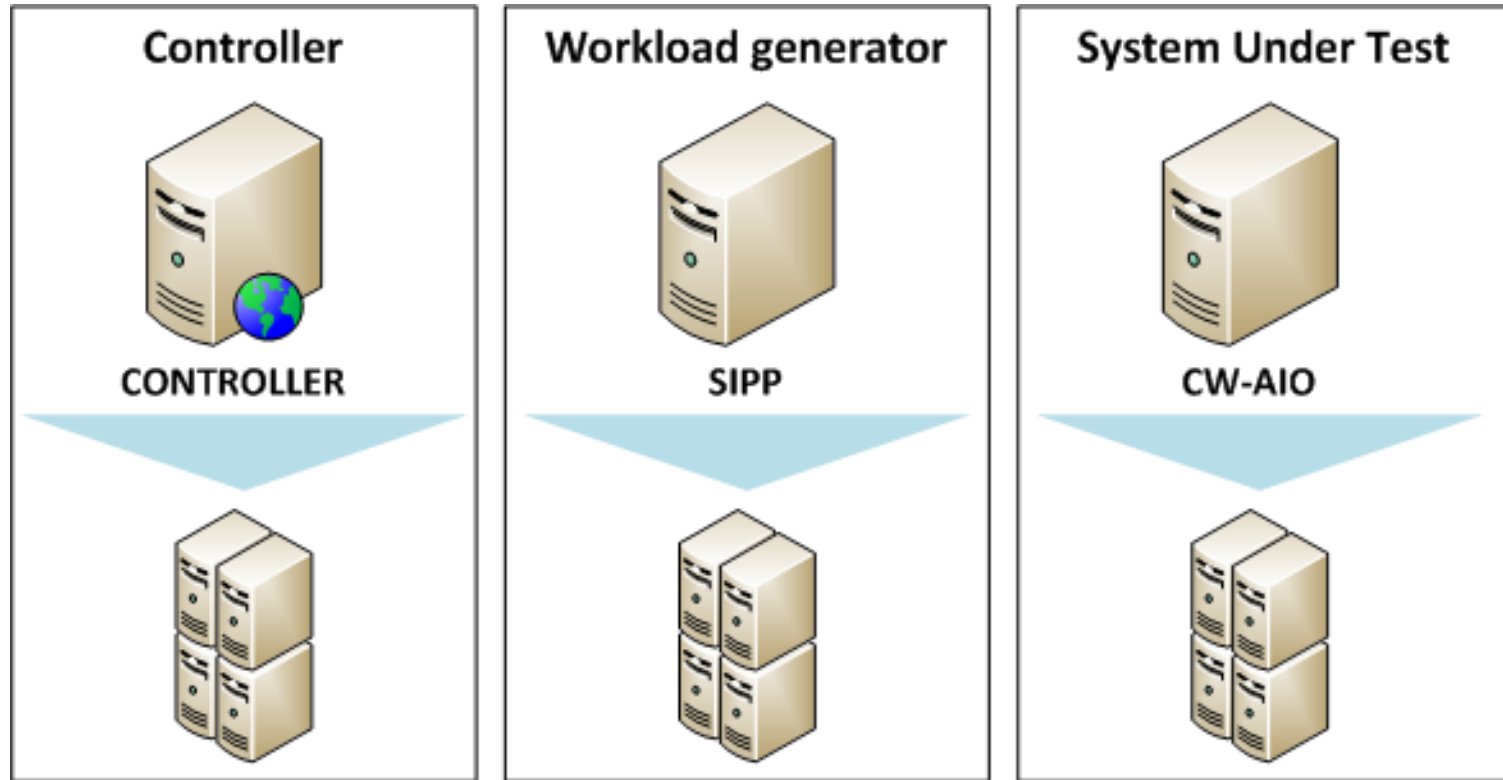 Controller
Workload generator
System Under Test
CONTROLLER
SIPP
CW-AIO